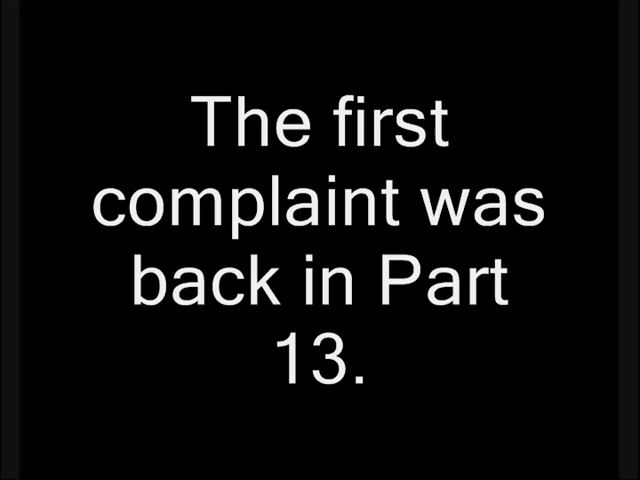 The first
complaint was
back in Part
13.